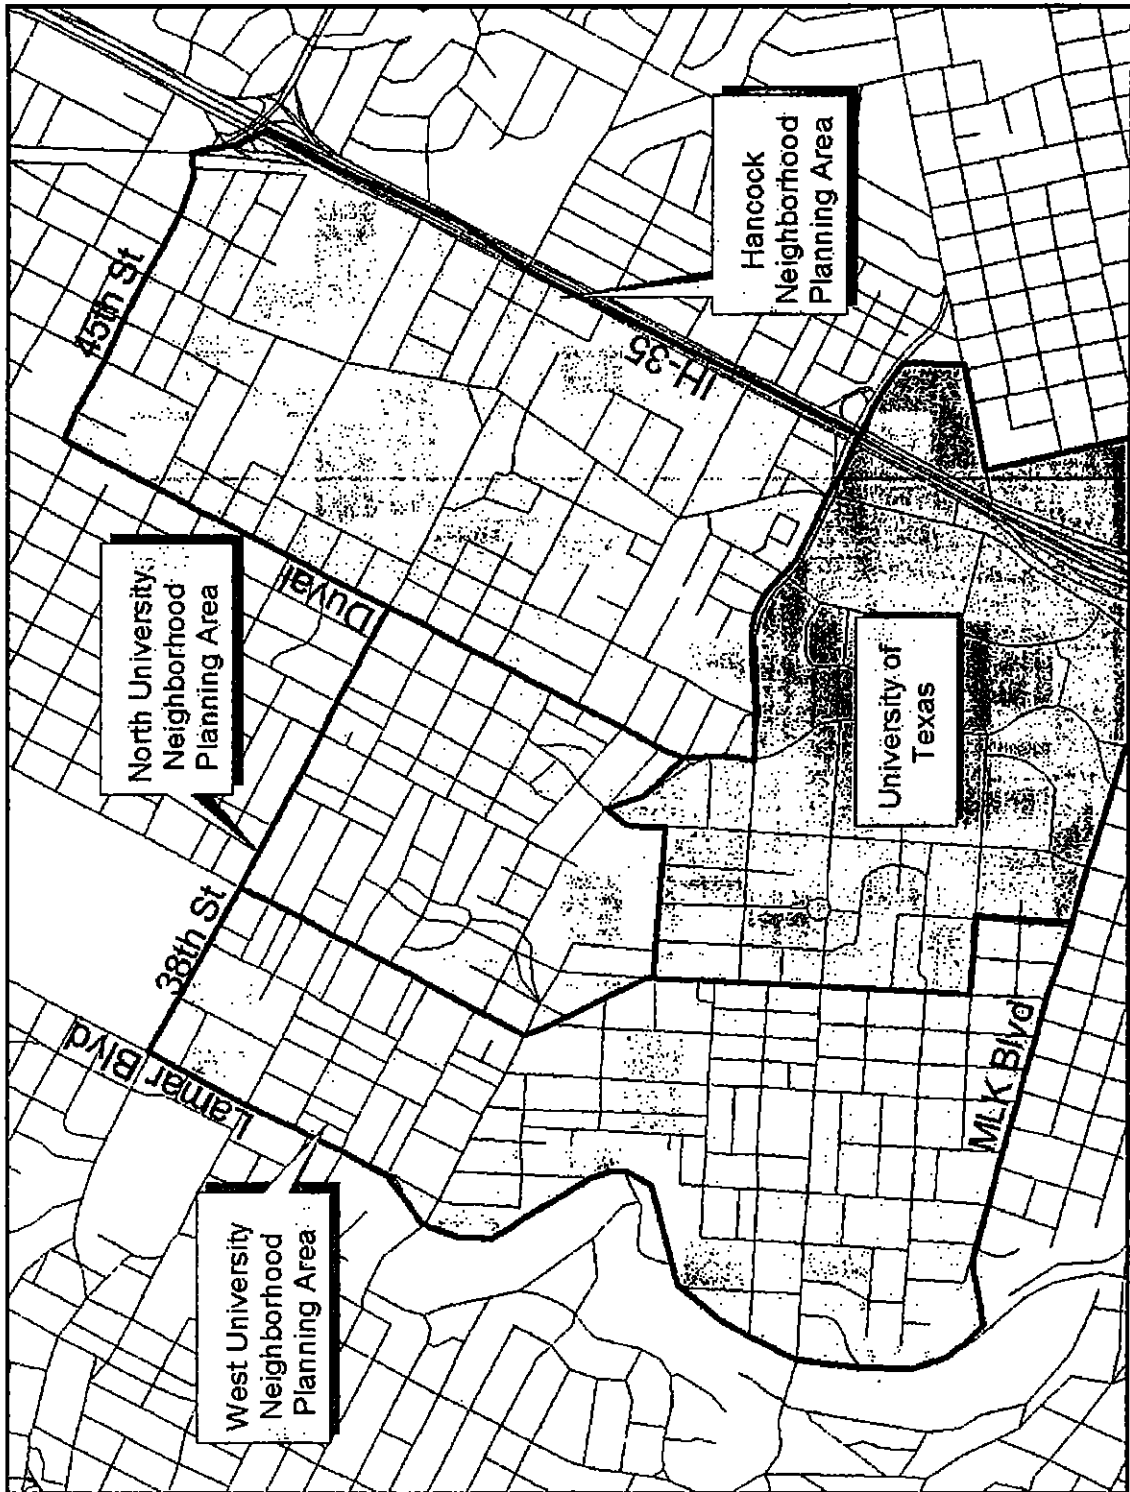 West University
Neighborhood
Planning Area
Lamar Blvd
38th St
North University
Neighborhood
Planning Area
45th St
Duval
IH-35
Hancock
Neighborhood
Planning Area
University of
Texas
MLK Blvd